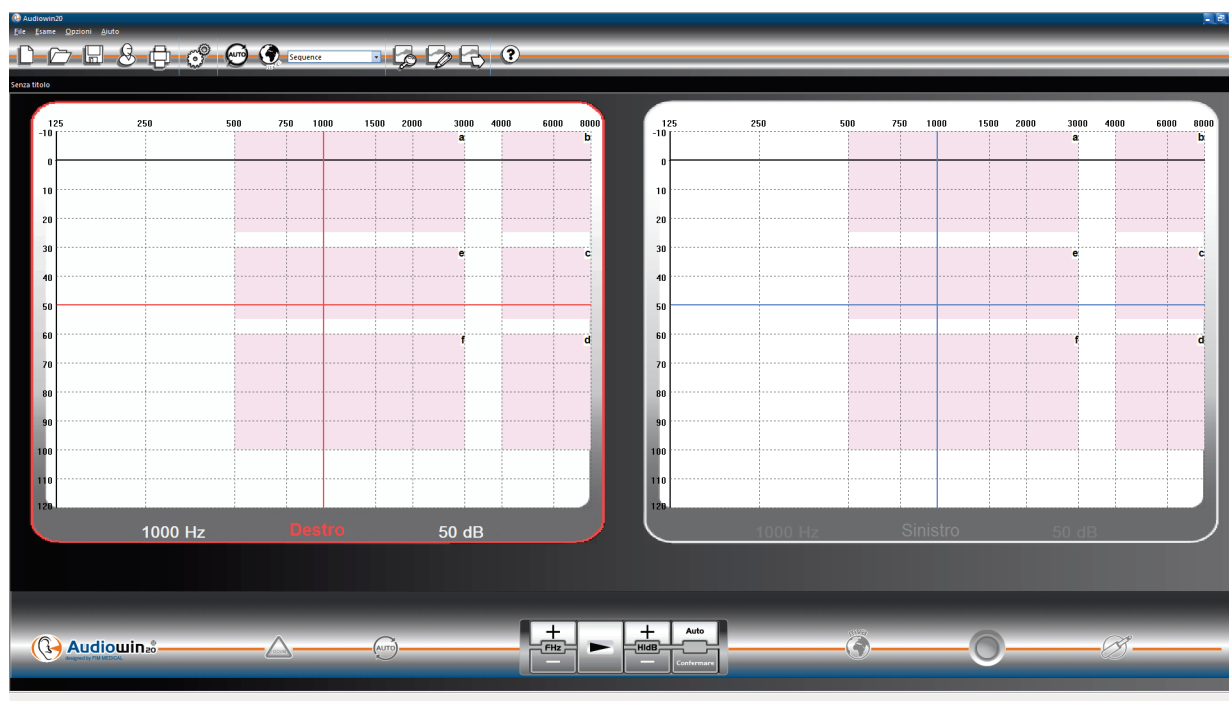 Audiowin20
File Esame Opzioni Aiuto
AUTO Sequence ?
Senza titolo
125 250 500 750 1000 1500 2000 3000 4000 6000 8000
-10
0
10
20
30
40
50
60
70
80
90
100
110
120
a b
e c
f d
1000 Hz Destro 50 dB
125 250 500 750 1000 1500 2000 3000 4000 6000 8000
-10
0
10
20
30
40
50
60
70
80
90
100
110
120
a b
e c
f d
1000 Hz Sinistro 50 dB
Audiowin20®
designed by FIM MEDICAL
AUTO
+ FHz −
+ HldB −
Auto
Confermare